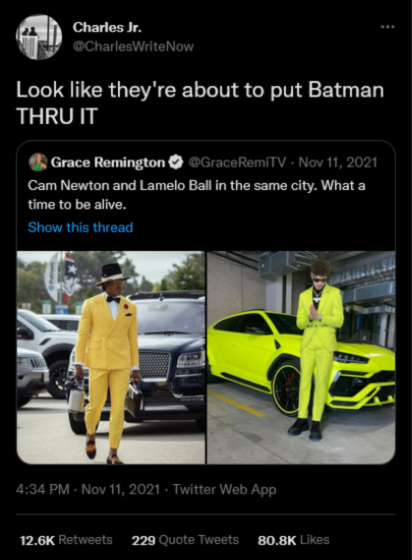 Charles Jr.
@CharlesWriteNow
Look like they're about to put Batman
THRU IT
Grace Remington @GraceRemiTV · Nov 11, 2021
Cam Newton and Lamelo Ball in the same city. What a
time to be alive.
Show this thread
4:34 PM · Nov 11, 2021 · Twitter Web App
12.6K Retweets 229 Quote Tweets 80.8K Likes